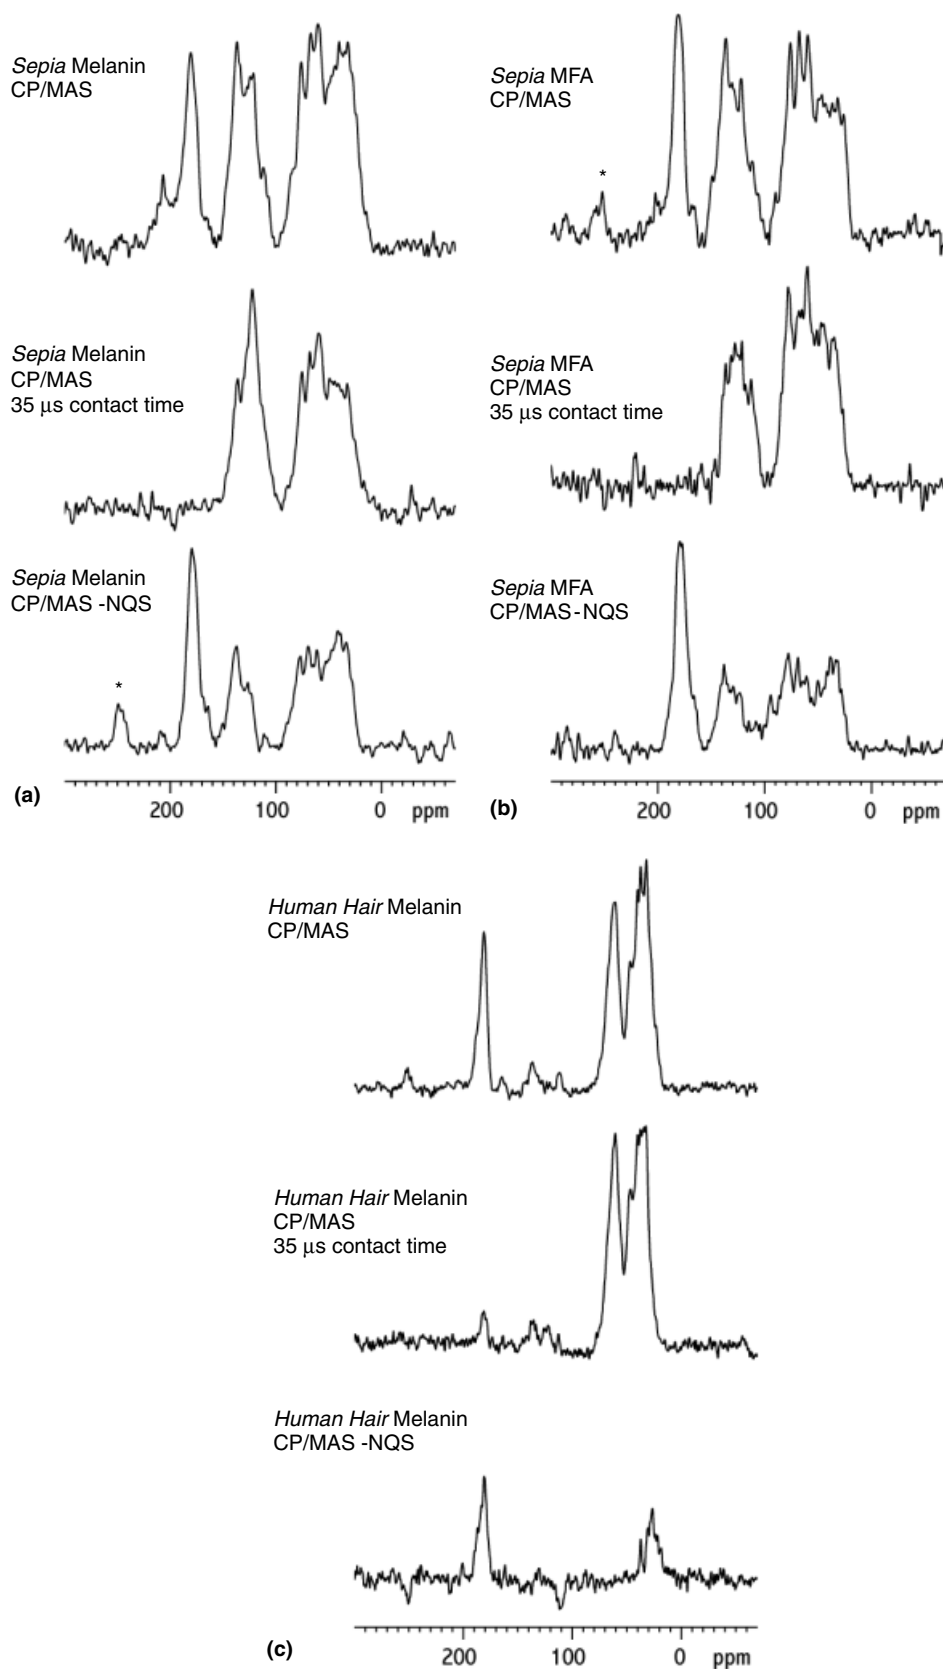 Sepia Melanin
CP/MAS
Sepia Melanin
CP/MAS
35 μs contact time
Sepia Melanin
CP/MAS -NQS
*
200 100 0 ppm
(a)
Sepia MFA
CP/MAS
*
Sepia MFA
CP/MAS
35 μs contact time
Sepia MFA
CP/MAS-NQS
200 100 0 ppm
(b)
Human Hair Melanin
CP/MAS
Human Hair Melanin
CP/MAS
35 μs contact time
Human Hair Melanin
CP/MAS -NQS
200 100 0 ppm
(c)